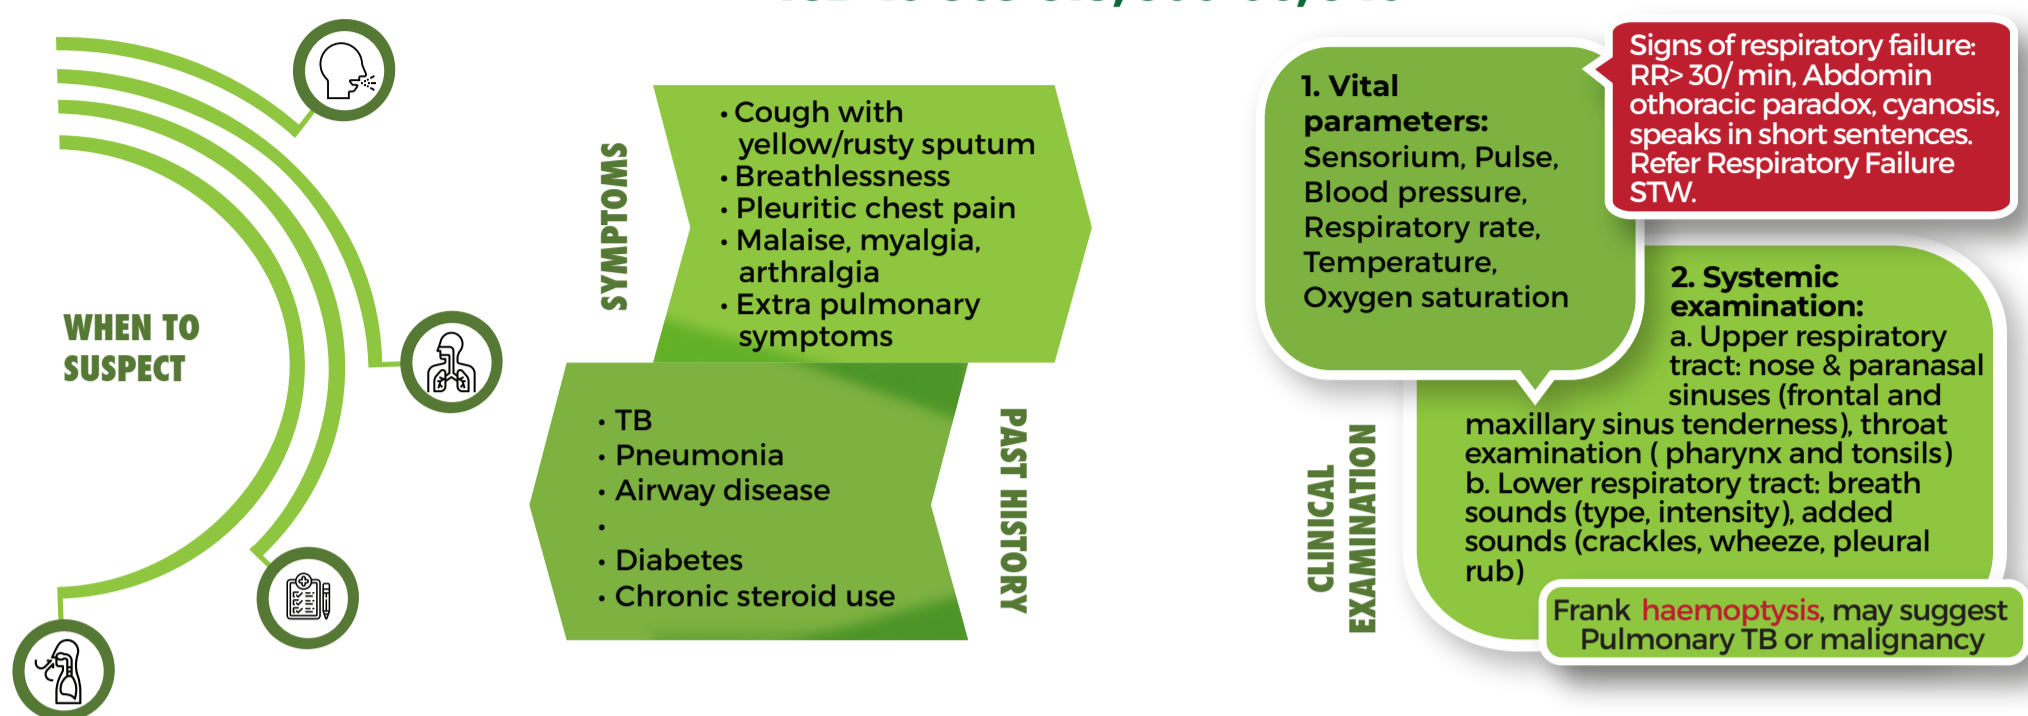 WHEN TO
SUSPECT
SYMPTOMS
• Cough with
yellow/rusty sputum
• Breathlessness
• Pleuritic chest pain
• Malaise, myalgia,
arthralgia
• Extra pulmonary
symptoms
• TB
• Pneumonia
• Airway disease
•
• Diabetes
• Chronic steroid use
PAST HISTORY
CLINICAL
EXAMINATION
1. Vital
parameters:
Sensorium, Pulse,
Blood pressure,
Respiratory rate,
Temperature,
Oxygen saturation
Signs of respiratory failure:
RR> 30/ min, Abdomin
othoracic paradox, cyanosis,
speaks in short sentences.
Refer Respiratory Failure
STW.
2. Systemic
examination:
a. Upper respiratory
tract: nose & paranasal
sinuses (frontal and
maxillary sinus tenderness), throat
examination ( pharynx and tonsils)
b. Lower respiratory tract: breath
sounds (type, intensity), added
sounds (crackles, wheeze, pleural
rub)
Frank haemoptysis, may suggest
Pulmonary TB or malignancy